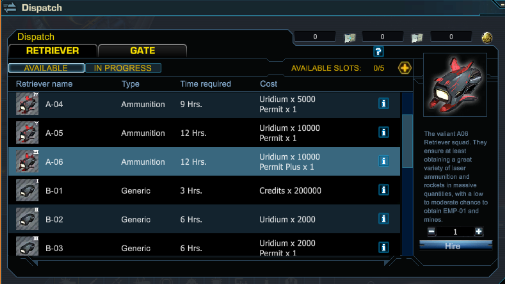 Dispatch
Dispatch
0 0 0
RETRIEVER GATE
?
AVAILABLE IN PROGRESS AVAILABLE SLOTS: 0/5
Retriever name Type Time required Cost
A-04 Ammunition 9 Hrs. Uridium x 5000
Permit x 1
A-05 Ammunition 12 Hrs. Uridium x 10000
Permit x 1
A-06 Ammunition 12 Hrs. Uridium x 10000
Permit Plus x 1
B-01 Generic 3 Hrs. Credits x 200000
B-02 Generic 6 Hrs. Uridium x 2000
B-03 Generic 6 Hrs. Uridium x 2000
Permit x 1
The valiant A06
Retriever squad. They
ensure at least
obtaining a great
variety of laser
ammunition and
rockets in massive
quantities, with a low
to moderate chance to
obtain EMP-01 and
mines.
1
Hire